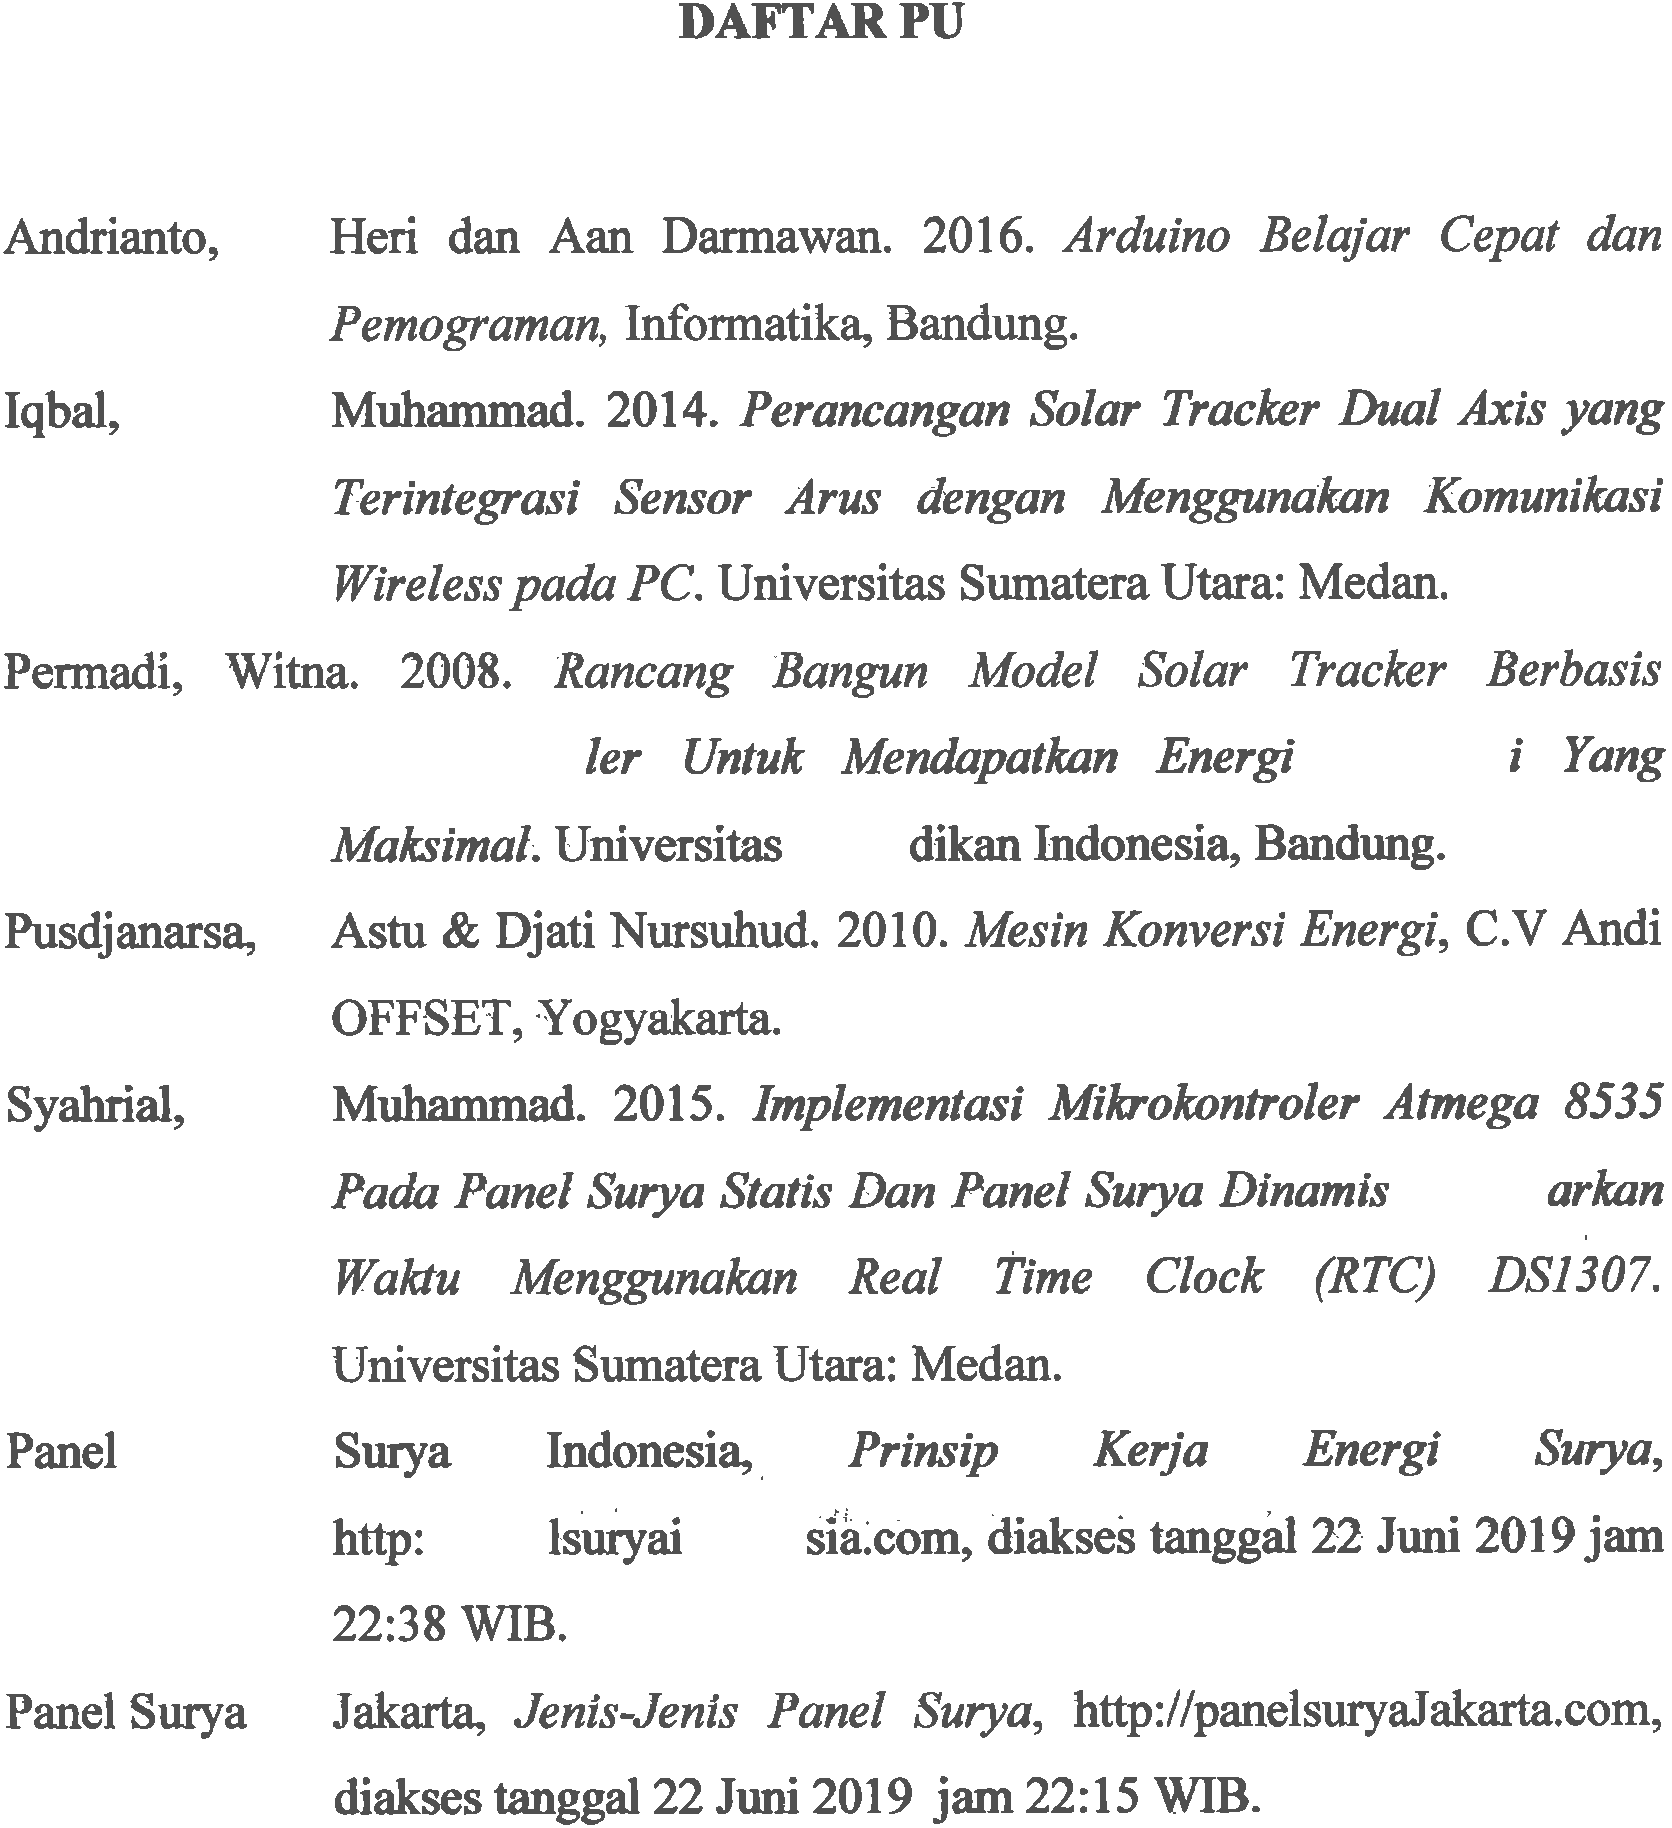 DAFTAR PU
Andrianto, Heri dan Aan Darmawan. 2016. Arduino Belajar Cepat dan
Pemograman, Informatika, Bandung.
Iqbal, Muhammad. 2014. Perancangan Solar Tracker Dual Axis yang
Terintegrasi Sensor Arus dengan Menggunakan Komunikasi
Wireless pada PC. Universitas Sumatera Utara: Medan.
Permadi, Witna. 2008. Rancang Bangun Model Solar Tracker Berbasis
ler Untuk Mendapatkan Energi i Yang
Maksimal. Universitas dikan Indonesia, Bandung.
Pusdjanarsa, Astu & Djati Nursuhud. 2010. Mesin Konversi Energi, C.V Andi
OFFSET, Yogyakarta.
Syahrial, Muhammad. 2015. Implementasi Mikrokontroler Atmega 8535
Pada Panel Surya Statis Dan Panel Surya Dinamis arkan
Waktu Menggunakan Real Time Clock (RTC) DS1307.
Universitas Sumatera Utara: Medan.
Panel Surya Indonesia, Prinsip Kerja Energi Surya,
http: lsuryai sia.com, diakses tanggal 22 Juni 2019 jam
22:38 WIB.
Panel Surya Jakarta, Jenis-Jenis Panel Surya, http://panelsuryaJakarta.com,
diakses tanggal 22 Juni 2019 jam 22:15 WIB.